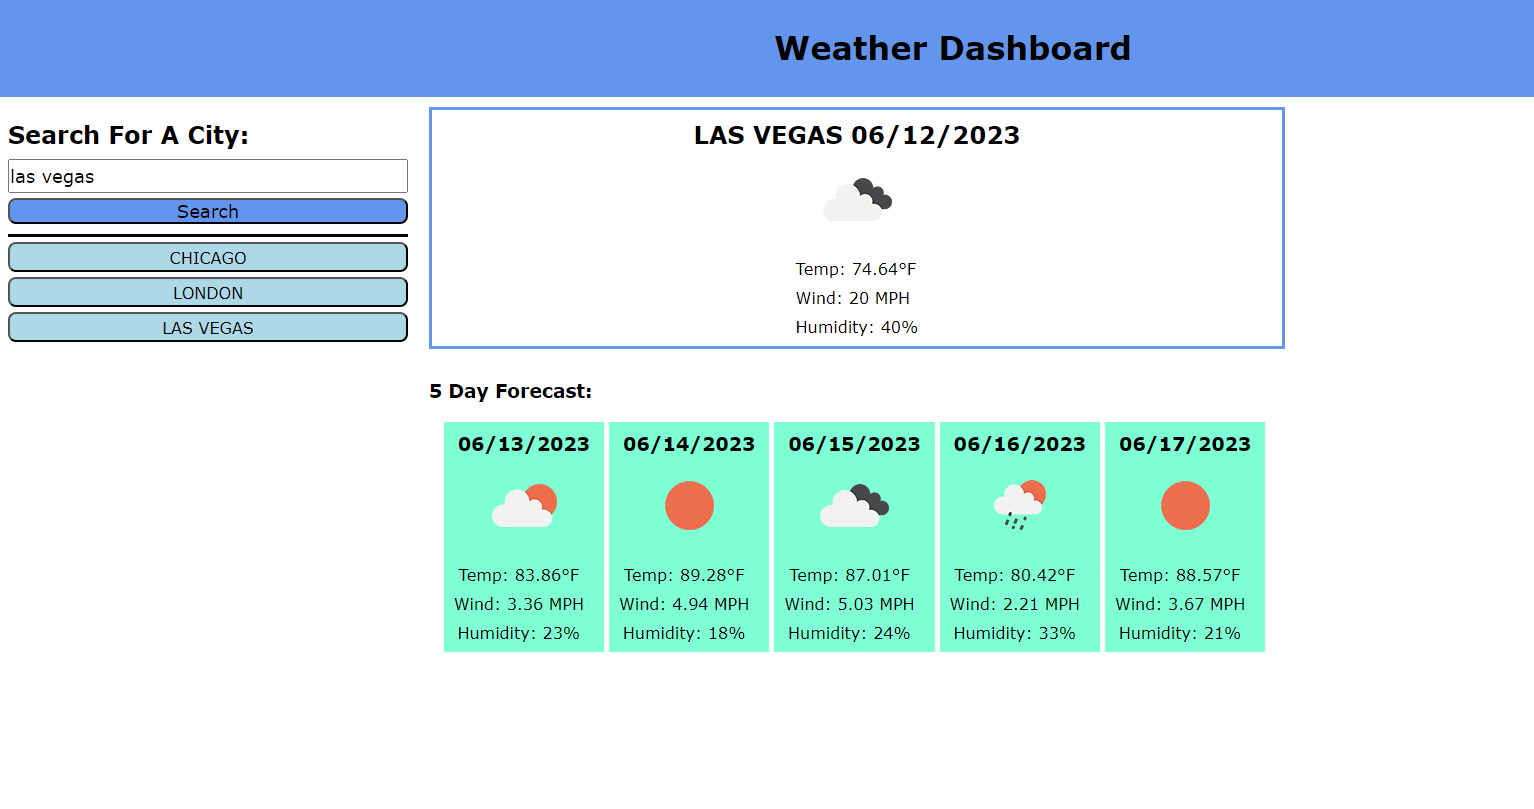 Weather Dashboard
Search For A City:
las vegas
Search
CHICAGO
LONDON
LAS VEGAS
LAS VEGAS 06/12/2023
Temp: 74.64°F
Wind: 20 MPH
Humidity: 40%
5 Day Forecast:
06/13/2023
Temp: 83.86°F
Wind: 3.36 MPH
Humidity: 23%
06/14/2023
Temp: 89.28°F
Wind: 4.94 MPH
Humidity: 18%
06/15/2023
Temp: 87.01°F
Wind: 5.03 MPH
Humidity: 24%
06/16/2023
Temp: 80.42°F
Wind: 2.21 MPH
Humidity: 33%
06/17/2023
Temp: 88.57°F
Wind: 3.67 MPH
Humidity: 21%